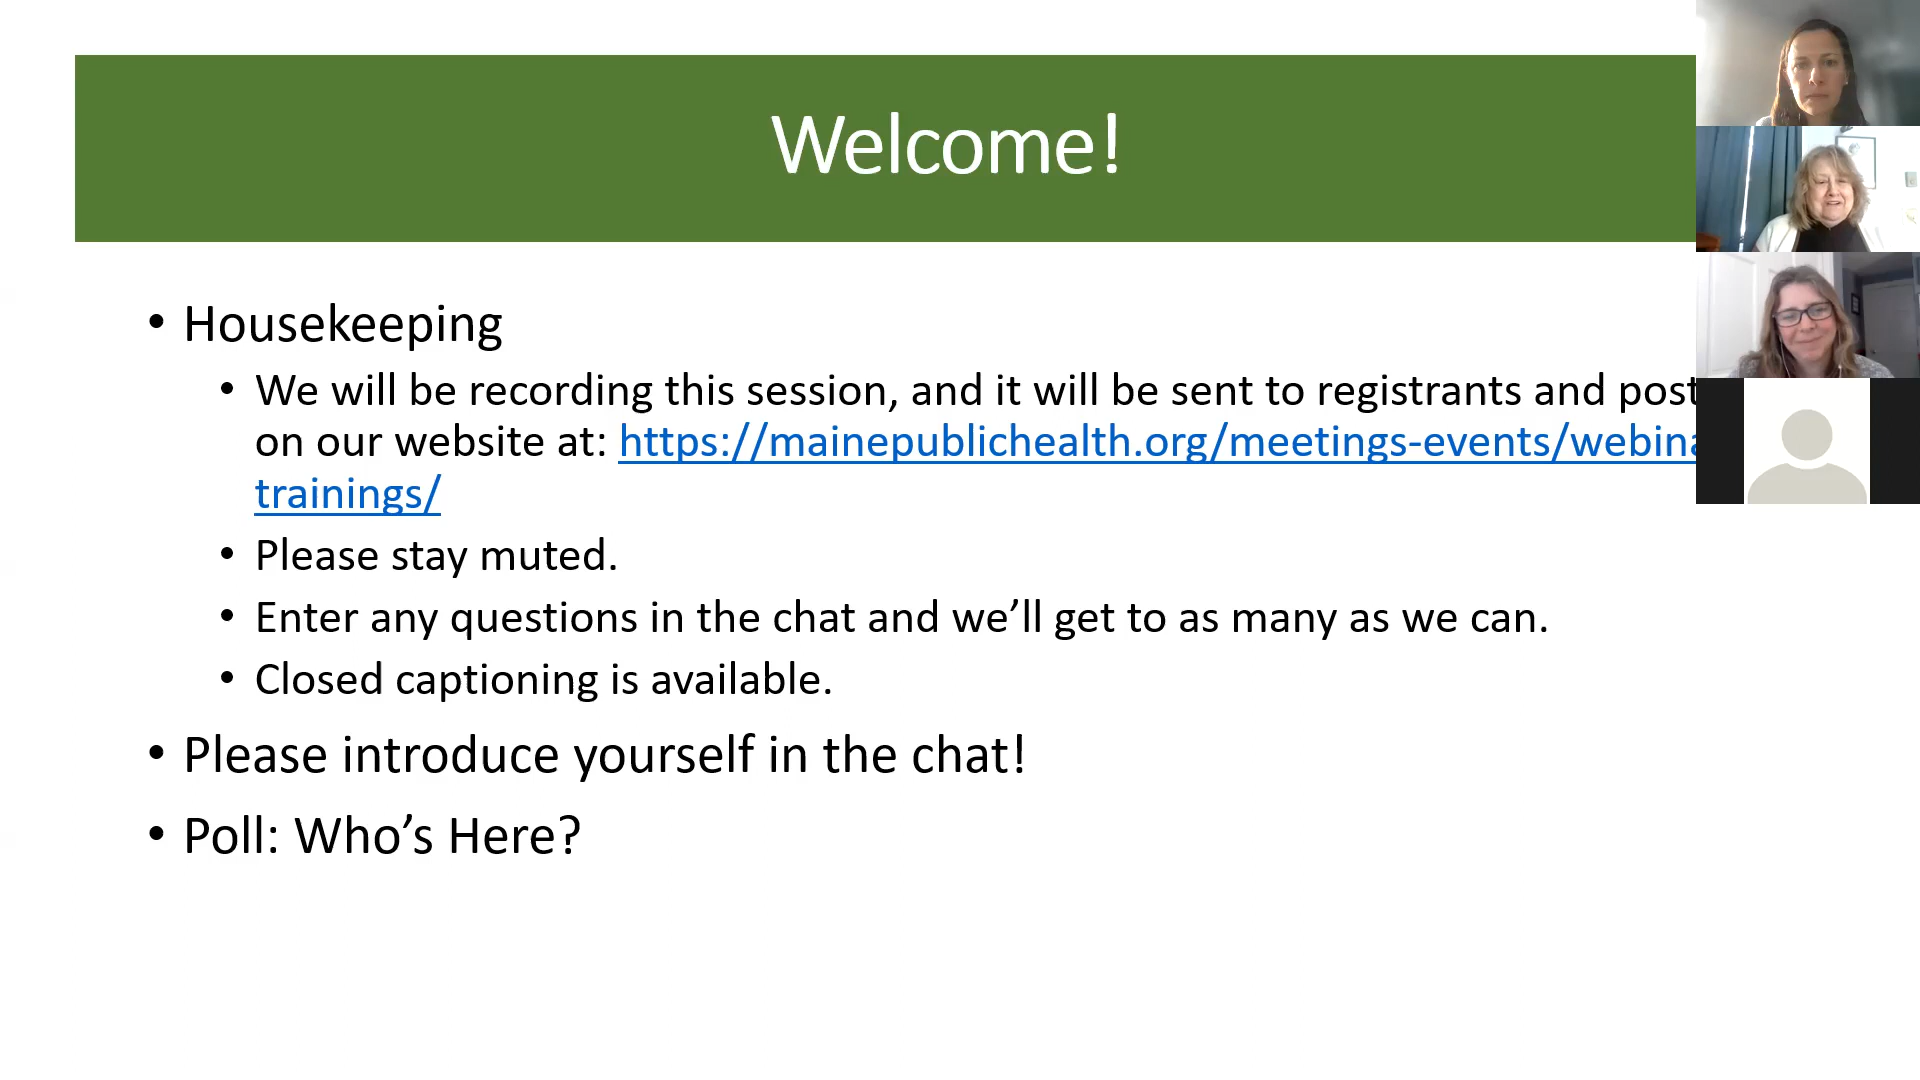 Welcome!
• Housekeeping
• We will be recording this session, and it will be sent to registrants and post
on our website at: https://mainepublichealth.org/meetings-events/webina
trainings/
• Please stay muted.
• Enter any questions in the chat and we’ll get to as many as we can.
• Closed captioning is available.
• Please introduce yourself in the chat!
• Poll: Who’s Here?